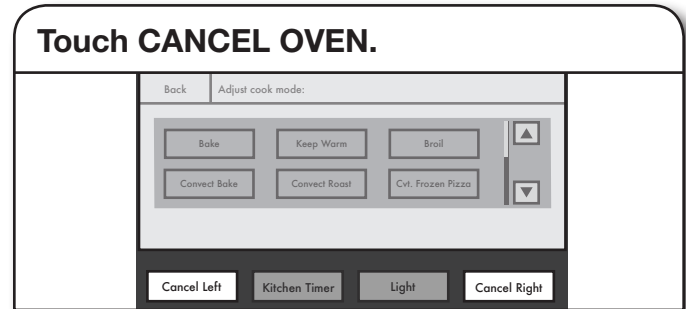 Touch CANCEL OVEN.
Back Adjust cook mode:
Bake Keep Warm Broil
Convect Bake Convect Roast Cvt. Frozen Pizza
Cancel Left Kitchen Timer Light Cancel Right